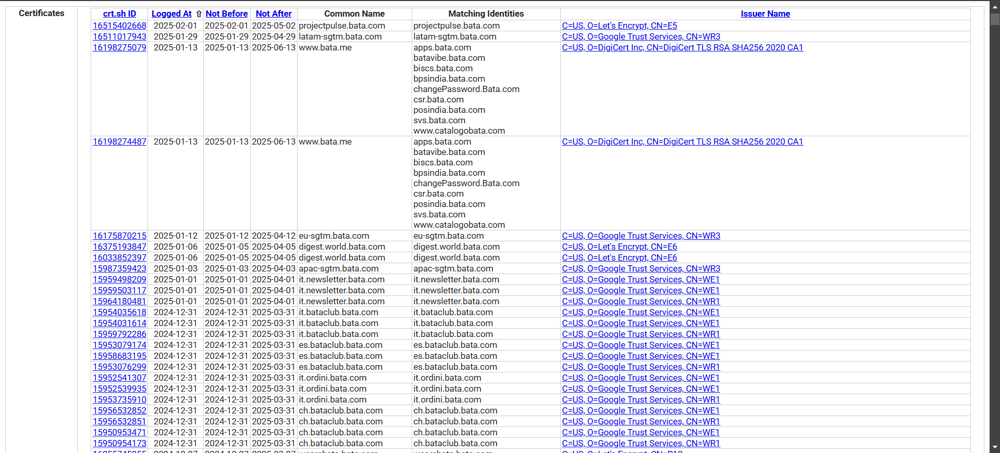 Certificates
crt.sh ID Logged At ⇧ Not Before Not After Common Name Matching Identities Issuer Name
16515402668 2025-02-01 2025-02-01 2025-05-02 projectpulse.bata.com projectpulse.bata.com C=US, O=Let's Encrypt, CN=E5
16511017943 2025-01-29 2025-01-29 2025-04-29 latam-sgtm.bata.com latam-sgtm.bata.com C=US, O=Google Trust Services, CN=WR3
16198275079 2025-01-13 2025-01-13 2025-06-13 www.bata.me apps.bata.com C=US, O=DigiCert Inc, CN=DigiCert TLS RSA SHA256 2020 CA1
batavibe.bata.com
biscs.bata.com
bpsindia.bata.com
changePassword.Bata.com
csr.bata.com
posindia.bata.com
svs.bata.com
www.catalogobata.com
16198274487 2025-01-13 2025-01-13 2025-06-13 www.bata.me apps.bata.com C=US, O=DigiCert Inc, CN=DigiCert TLS RSA SHA256 2020 CA1
batavibe.bata.com
biscs.bata.com
bpsindia.bata.com
changePassword.Bata.com
csr.bata.com
posindia.bata.com
svs.bata.com
www.catalogobata.com
16175870215 2025-01-12 2025-01-12 2025-04-12 eu-sgtm.bata.com eu-sgtm.bata.com C=US, O=Google Trust Services, CN=WR3
16375193847 2025-01-06 2025-01-05 2025-04-05 digest.world.bata.com digest.world.bata.com C=US, O=Let's Encrypt, CN=E6
16033852397 2025-01-06 2025-01-05 2025-04-05 digest.world.bata.com digest.world.bata.com C=US, O=Let's Encrypt, CN=E6
15987359423 2025-01-03 2025-01-03 2025-04-03 apac-sgtm.bata.com apac-sgtm.bata.com C=US, O=Google Trust Services, CN=WR3
15959498209 2025-01-01 2025-01-01 2025-04-01 it.newsletter.bata.com it.newsletter.bata.com C=US, O=Google Trust Services, CN=WE1
15959503117 2025-01-01 2025-01-01 2025-04-01 it.newsletter.bata.com it.newsletter.bata.com C=US, O=Google Trust Services, CN=WE1
15964180481 2025-01-01 2025-01-01 2025-04-01 it.newsletter.bata.com it.newsletter.bata.com C=US, O=Google Trust Services, CN=WR1
15954035618 2024-12-31 2024-12-31 2025-03-31 it.bataclub.bata.com it.bataclub.bata.com C=US, O=Google Trust Services, CN=WE1
15954031614 2024-12-31 2024-12-31 2025-03-31 it.bataclub.bata.com it.bataclub.bata.com C=US, O=Google Trust Services, CN=WE1
15959792286 2024-12-31 2024-12-31 2025-03-31 it.bataclub.bata.com it.bataclub.bata.com C=US, O=Google Trust Services, CN=WR1
15953079174 2024-12-31 2024-12-31 2025-03-31 es.bataclub.bata.com es.bataclub.bata.com C=US, O=Google Trust Services, CN=WE1
15958683195 2024-12-31 2024-12-31 2025-03-31 es.bataclub.bata.com es.bataclub.bata.com C=US, O=Google Trust Services, CN=WE1
15953076299 2024-12-31 2024-12-31 2025-03-31 es.bataclub.bata.com es.bataclub.bata.com C=US, O=Google Trust Services, CN=WR1
15952541307 2024-12-31 2024-12-31 2025-03-31 it.ordini.bata.com it.ordini.bata.com C=US, O=Google Trust Services, CN=WE1
15952539935 2024-12-31 2024-12-31 2025-03-31 it.ordini.bata.com it.ordini.bata.com C=US, O=Google Trust Services, CN=WE1
15953735910 2024-12-31 2024-12-31 2025-03-31 it.ordini.bata.com it.ordini.bata.com C=US, O=Google Trust Services, CN=WR1
15956532852 2024-12-31 2024-12-31 2025-03-31 ch.bataclub.bata.com ch.bataclub.bata.com C=US, O=Google Trust Services, CN=WE1
15956532851 2024-12-31 2024-12-31 2025-03-31 ch.bataclub.bata.com ch.bataclub.bata.com C=US, O=Google Trust Services, CN=WR1
15950953471 2024-12-31 2024-12-31 2025-03-31 ch.bataclub.bata.com ch.bataclub.bata.com C=US, O=Google Trust Services, CN=WE1
15950954173 2024-12-31 2024-12-31 2025-03-31 ch.bataclub.bata.com ch.bataclub.bata.com C=US, O=Google Trust Services, CN=WR1